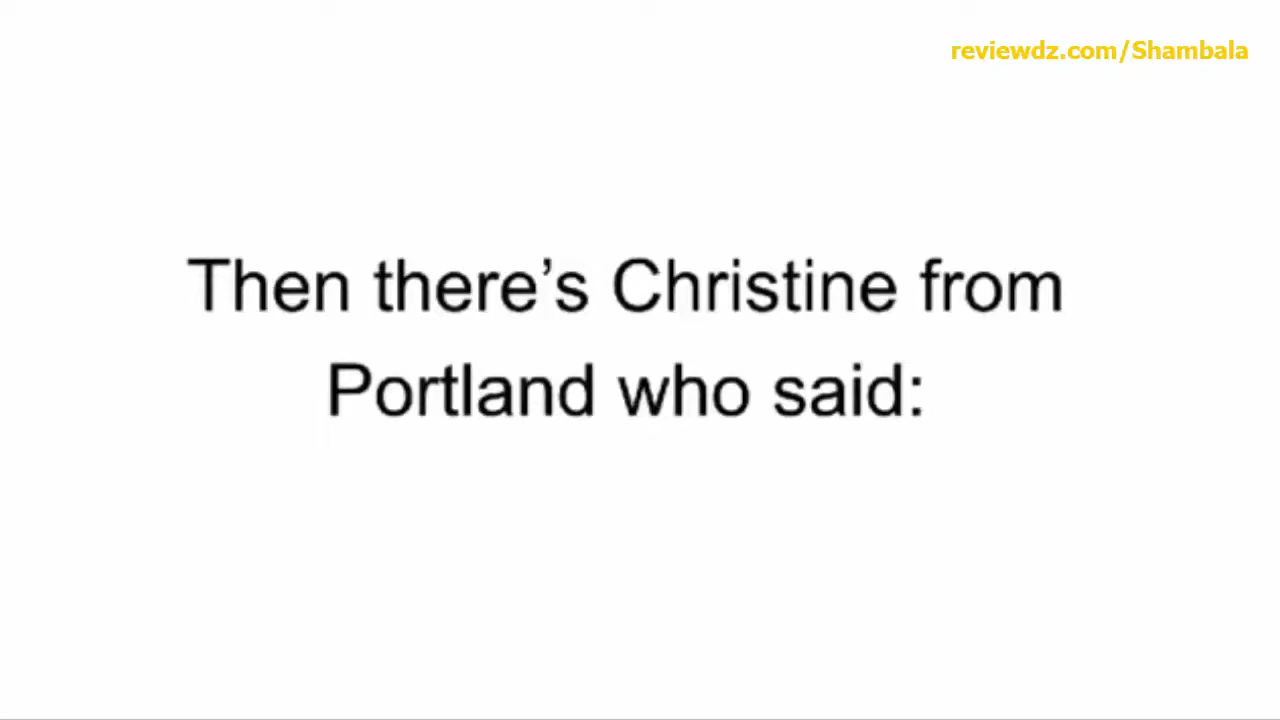 reviewdz.com/Shambala
Then there’s Christine from
Portland who said: